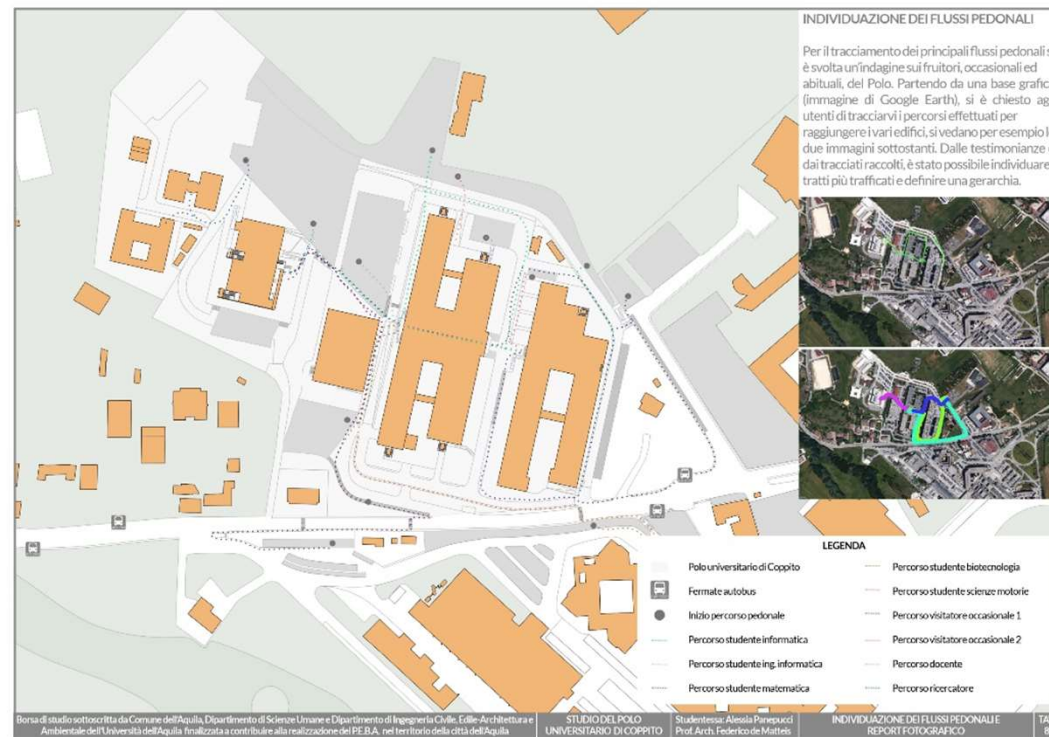 INDIVIDUAZIONE DEI FLUSSI PEDONALI
Per il tracciamento dei principali flussi pedonali s
è svolta un'indagine sui fruitori, occasionali ed
abituali, del Polo. Partendo da una base grafic
(immagine di Google Earth), si è chiesto ag
utenti di tracciarvi i percorsi effettuati per
raggiungere i vari edifici, si vedano per esempio l
due immagini sottostanti. Dalle testimonianze
dai tracciati raccolti, è stato possibile individuare
tratti più trafficati e definire una gerarchia.
LEGENDA
Polo universitario di Coppito
Fermate autobus
Inizio percorso pedonale
Percorso studente informatica
Percorso studente ing. informatica
Percorso studente matematica
Percorso studente biotecnologia
Percorso studente scienze motorie
Percorso visitatore occasionale 1
Percorso visitatore occasionale 2
Percorso docente
Percorso ricercatore
Borsa di studio sottoscritta da Comune dell'Aquila, Dipartimento di Scienze Umane e Dipartimento di Ingegneria Civile, Edile-Architettura e
Ambientale dell'Università dell'Aquila finalizzata a contribuire alla realizzazione del P.E.B.A. nel territorio della città dell'Aquila
STUDIO DEL POLO
UNIVERSITARIO DI COPPITO
Studentessa: Alessia Panepucci
Prof. Arch. Federico de Matteis
INDIVIDUAZIONE DEI FLUSSI PEDONALI E
REPORT FOTOGRAFICO
TA
8